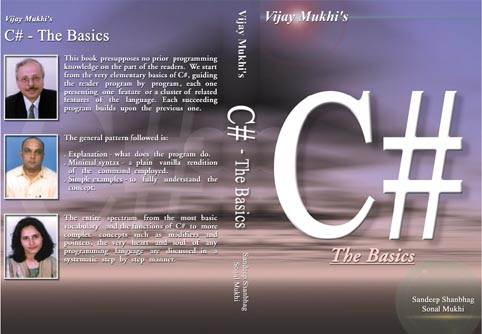 Vijay Mukhi's
C# - The Basics
This book presupposes no prior programming
knowledge on the part of the readers. We start
from the very elementary basics of C#, guiding
the reader program by program, each one
presenting one feature or a cluster of related
features of the language. Each succeeding
program builds upon the previous one.
The general pattern followed is:
. Explanation - what does the program do.
. Minimal syntax - a plain vanilla rendition
of the command employed.
. Simple examples - to fully understand the
concept.
The entire spectrum from the most basic
vocabulary and the functions of C# to more
complex concepts such as modifiers and
pointers, the very heart and soul of any
programming language are discussed in a
systematic step by step manner.
Vijay Mukhi's
C# - The Basics
Sandeep Shanbhag
Sonal Mukhi
Vijay Mukhi's
C#
The Basics
Sandeep Shanbhag
Sonal Mukhi